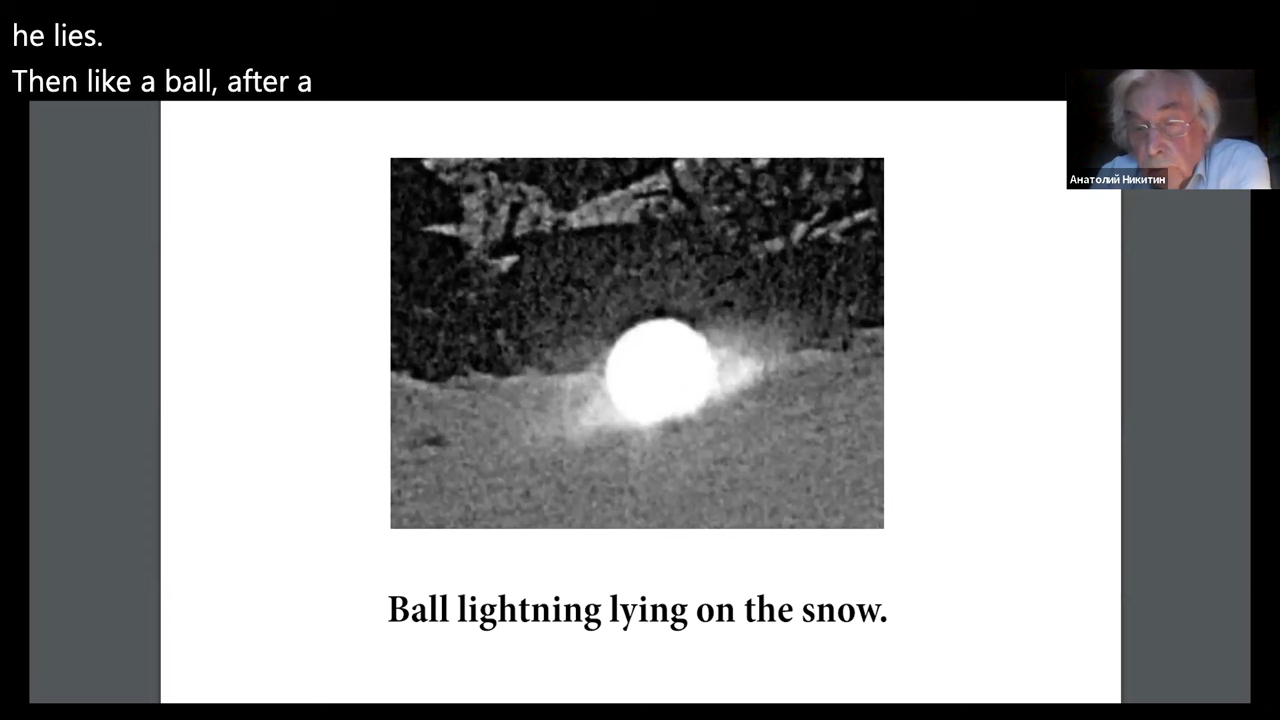 he lies.
Then like a ball, after a
Анатолий Никитин
Ball lightning lying on the snow.